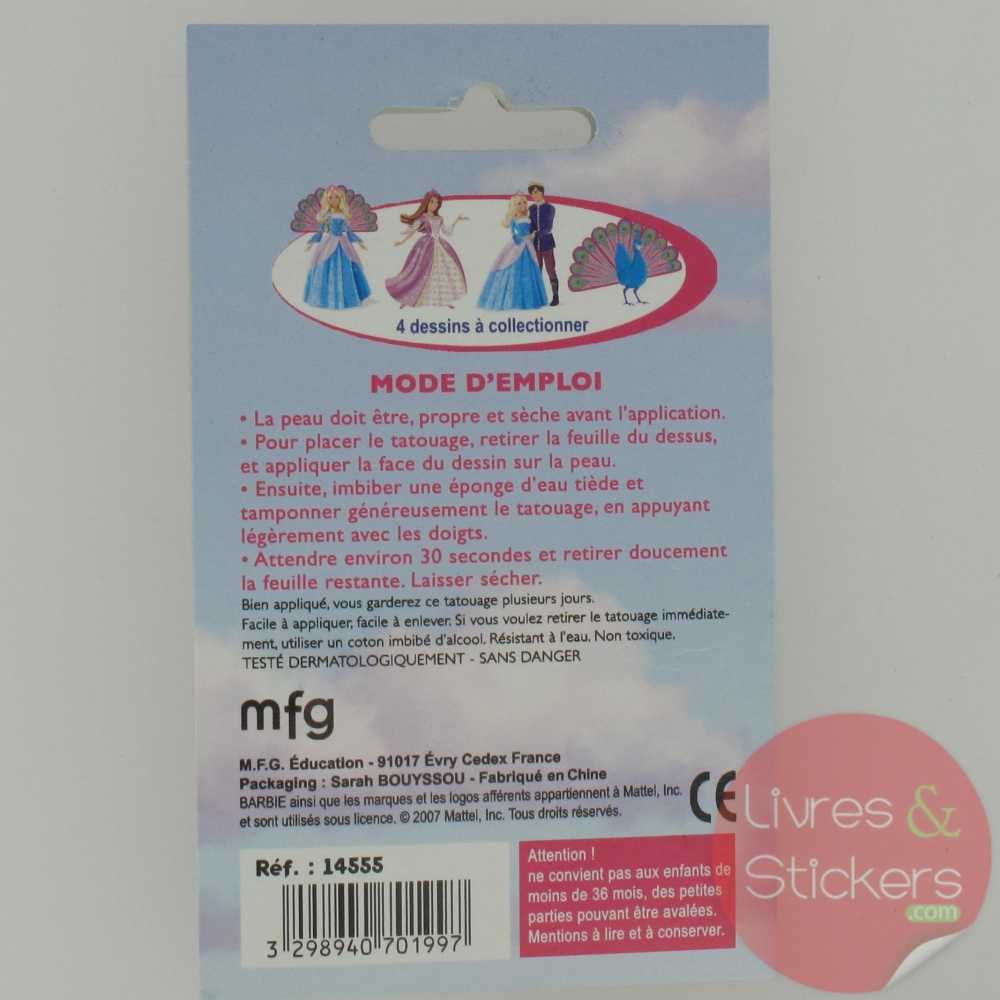 4 dessins à collectionner
MODE D'EMPLOI
• La peau doit être, propre et sèche avant l'application.
• Pour placer le tatouage, retirer la feuille du dessus,
et appliquer la face du dessin sur la peau.
• Ensuite, imbiber une éponge d'eau tiède et
tamponner généreusement le tatouage, en appuyant
légèrement avec les doigts.
• Attendre environ 30 secondes et retirer doucement
la feuille restante. Laisser sécher.
Bien appliqué, vous garderez ce tatouage plusieurs jours.
Facile à appliquer, facile à enlever. Si vous voulez retirer le tatouage immédiate-
ment, utiliser un coton imbibé d'alcool. Résistant à l'eau. Non toxique.
TESTÉ DERMATOLOGIQUEMENT - SANS DANGER
mfg
M.F.G. Éducation - 91017 Évry Cedex France
Packaging : Sarah BOUYSSOU - Fabriqué en Chine
BARBIE ainsi que les marques et les logos afférents appartiennent à Mattel, Inc.
et sont utilisés sous licence. © 2007 Mattel, Inc. Tous droits réservés.
CE
Réf. : 14555
3 298940 701997
Attention !
ne convient pas aux enfants de
moins de 36 mois, des petites
parties pouvant être avalées.
Mentions à lire et à conserver.
Livres &
Stickers
.com